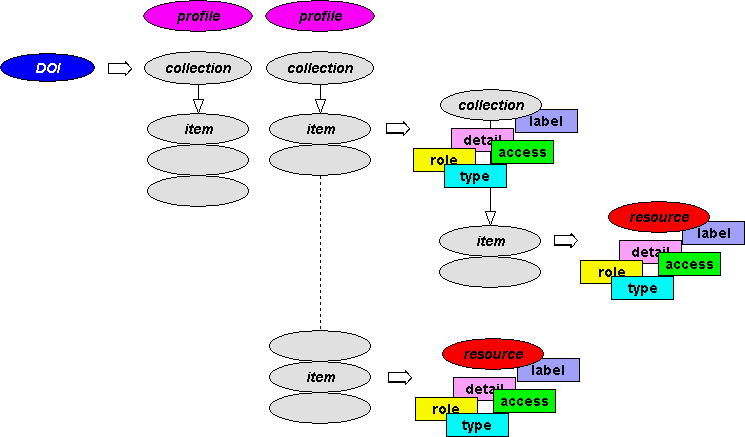 profile
profile
DOI
collection
collection
collection
label
item
item
detail
access
role
type
resource
label
item
detail
access
role
type
resource
label
item
detail
access
role
type